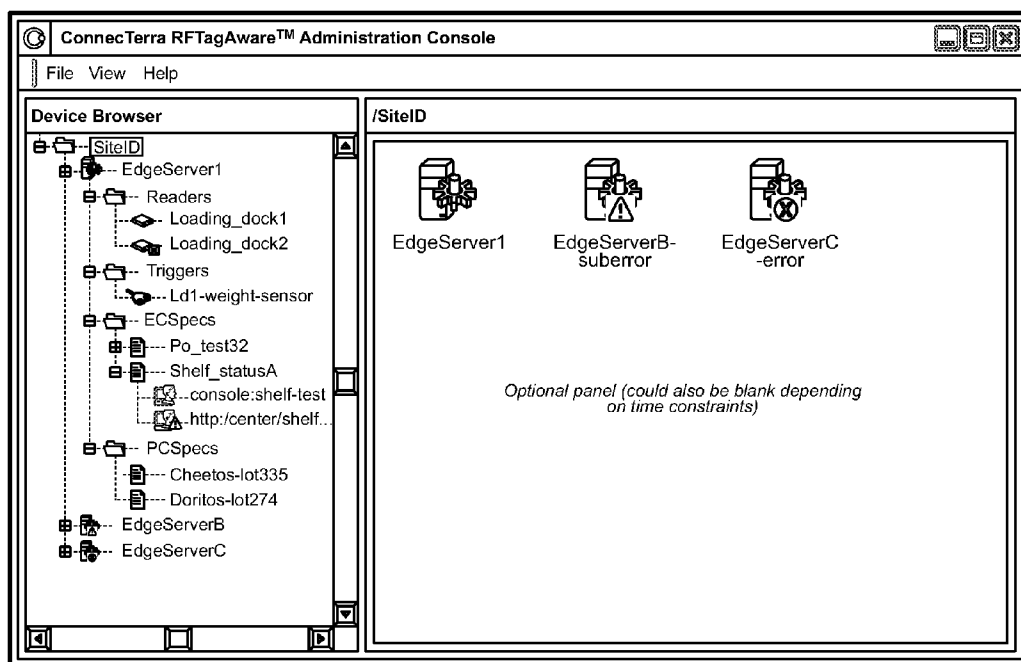 ConnecTerra RFTagAware™ Administration Console
File View Help
Device Browser
SiteID
EdgeServer1
Readers
Loading_dock1
Loading_dock2
Triggers
Ld1-weight-sensor
ECSpecs
Po_test32
Shelf_statusA
console:shelf-test
http:/center/shelf...
PCSpecs
Cheetos-lot335
Doritos-lot274
EdgeServerB
EdgeServerC
/SiteID
EdgeServer1
EdgeServerB-
suberror
EdgeServerC
-error
Optional panel (could also be blank depending
on time constraints)